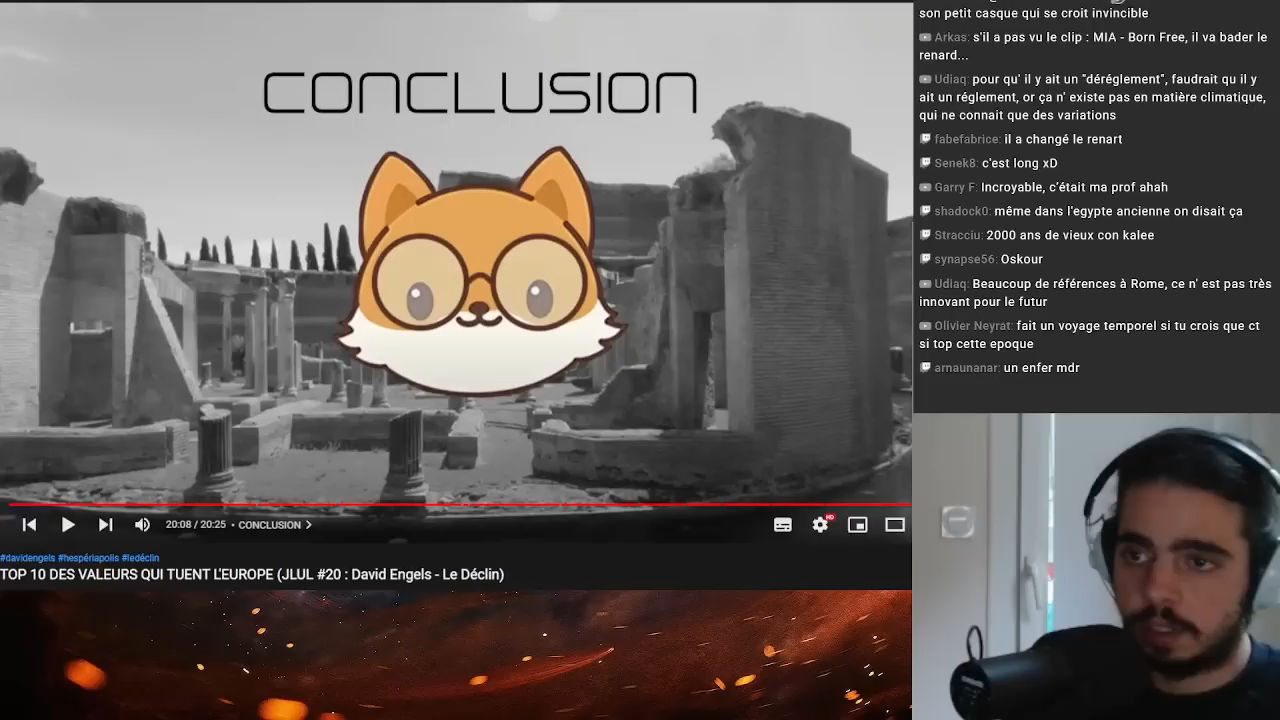 CONCLUSION
20:08 / 20:25 • CONCLUSION
HD
#davidengels #hespériapolis #ledéclin
TOP 10 DES VALEURS QUI TUENT L'EUROPE (JLUL #20 : David Engels - Le Déclin)
son petit casque qui se croit invincible
Arkas: s'il a pas vu le clip : MIA - Born Free, il va bader le
renard...
Udiaq: pour qu' il y ait un "déréglement", faudrait qu il y
ait un réglement, or ça n' existe pas en matière climatique,
qui ne connait que des variations
fabefabrice: il a changé le renart
Senek8: c'est long xD
Garry F: Incroyable, c'était ma prof ahah
shadock0: même dans l'egypte ancienne on disait ça
Stracciu: 2000 ans de vieux con kalee
synapse56: Oskour
Udiaq: Beaucoup de références à Rome, ce n' est pas très
innovant pour le futur
Olivier Neyrat: fait un voyage temporel si tu crois que ct
si top cette epoque
arnaunanar: un enfer mdr